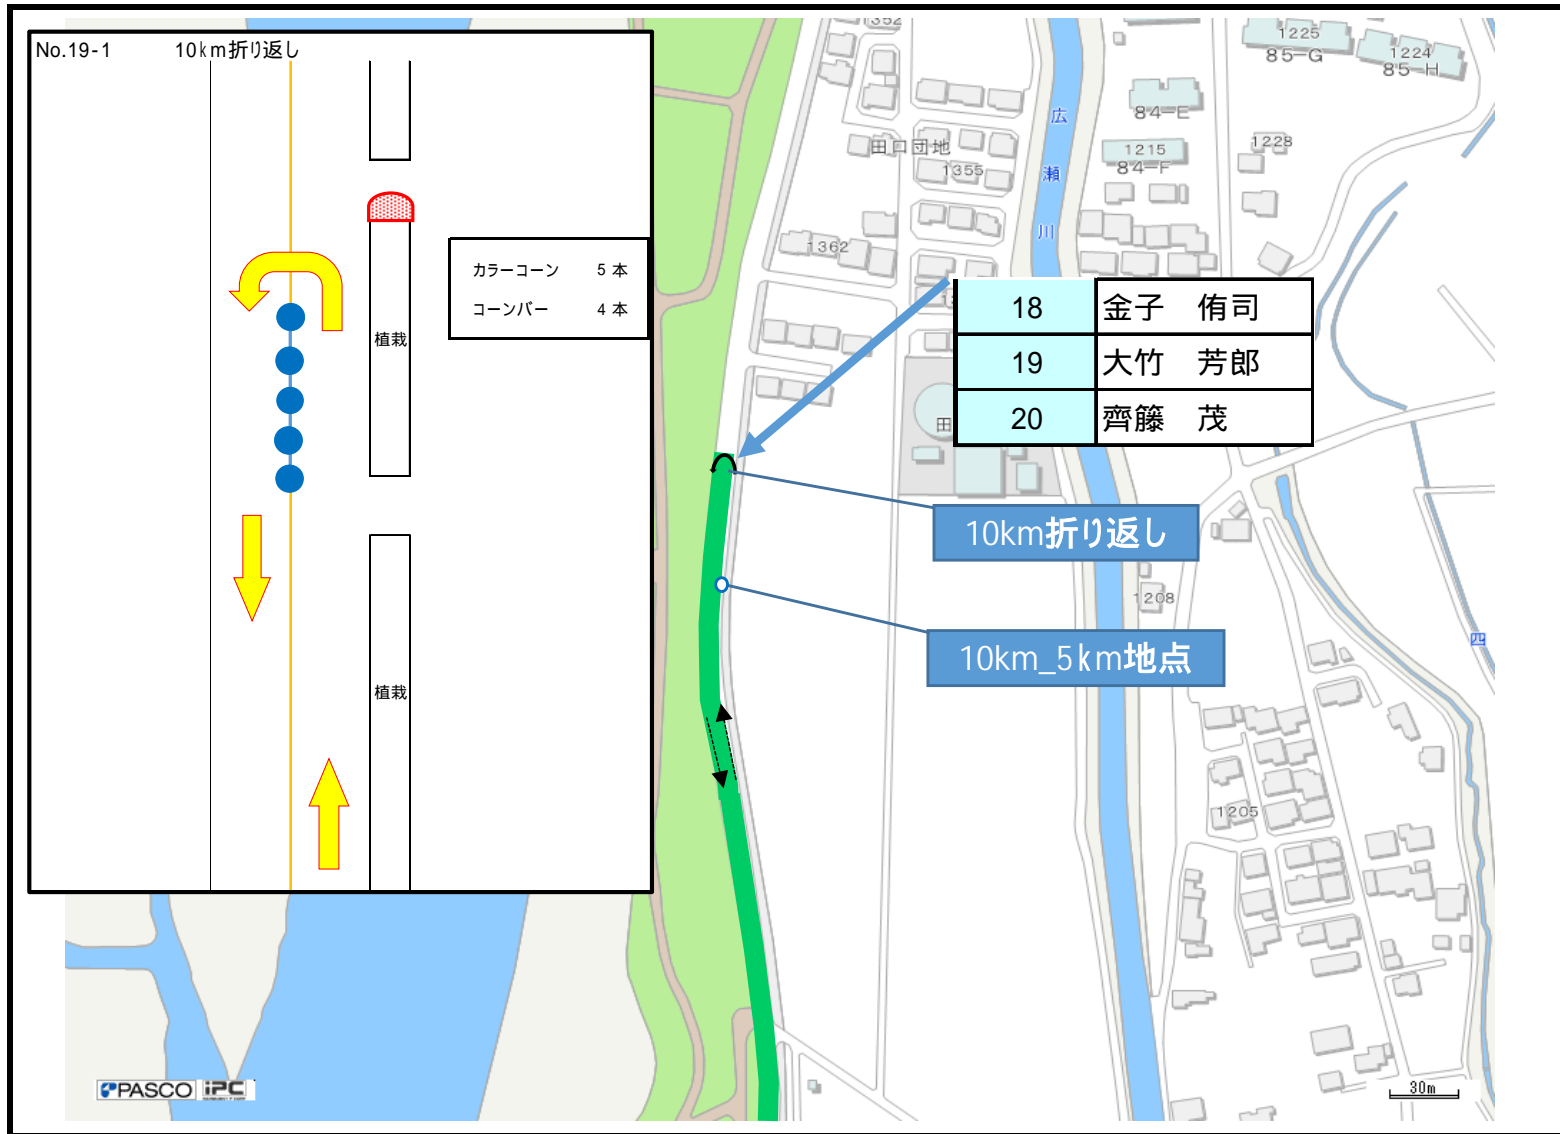 No.19-1 10km折り返し
カラーコーン 5 本
コーンバー 4 本
植栽
植栽
1352
1225
85-G
1224
85-H
84-E
広瀬川
田口団地
1215
84-F
1228
1355
1362
18 金子 侑司
19 大竹 芳郎
20 齊藤 茂
田
10km折り返し
1208
10km_5km地点
四
1205
PASCO iPC
30m